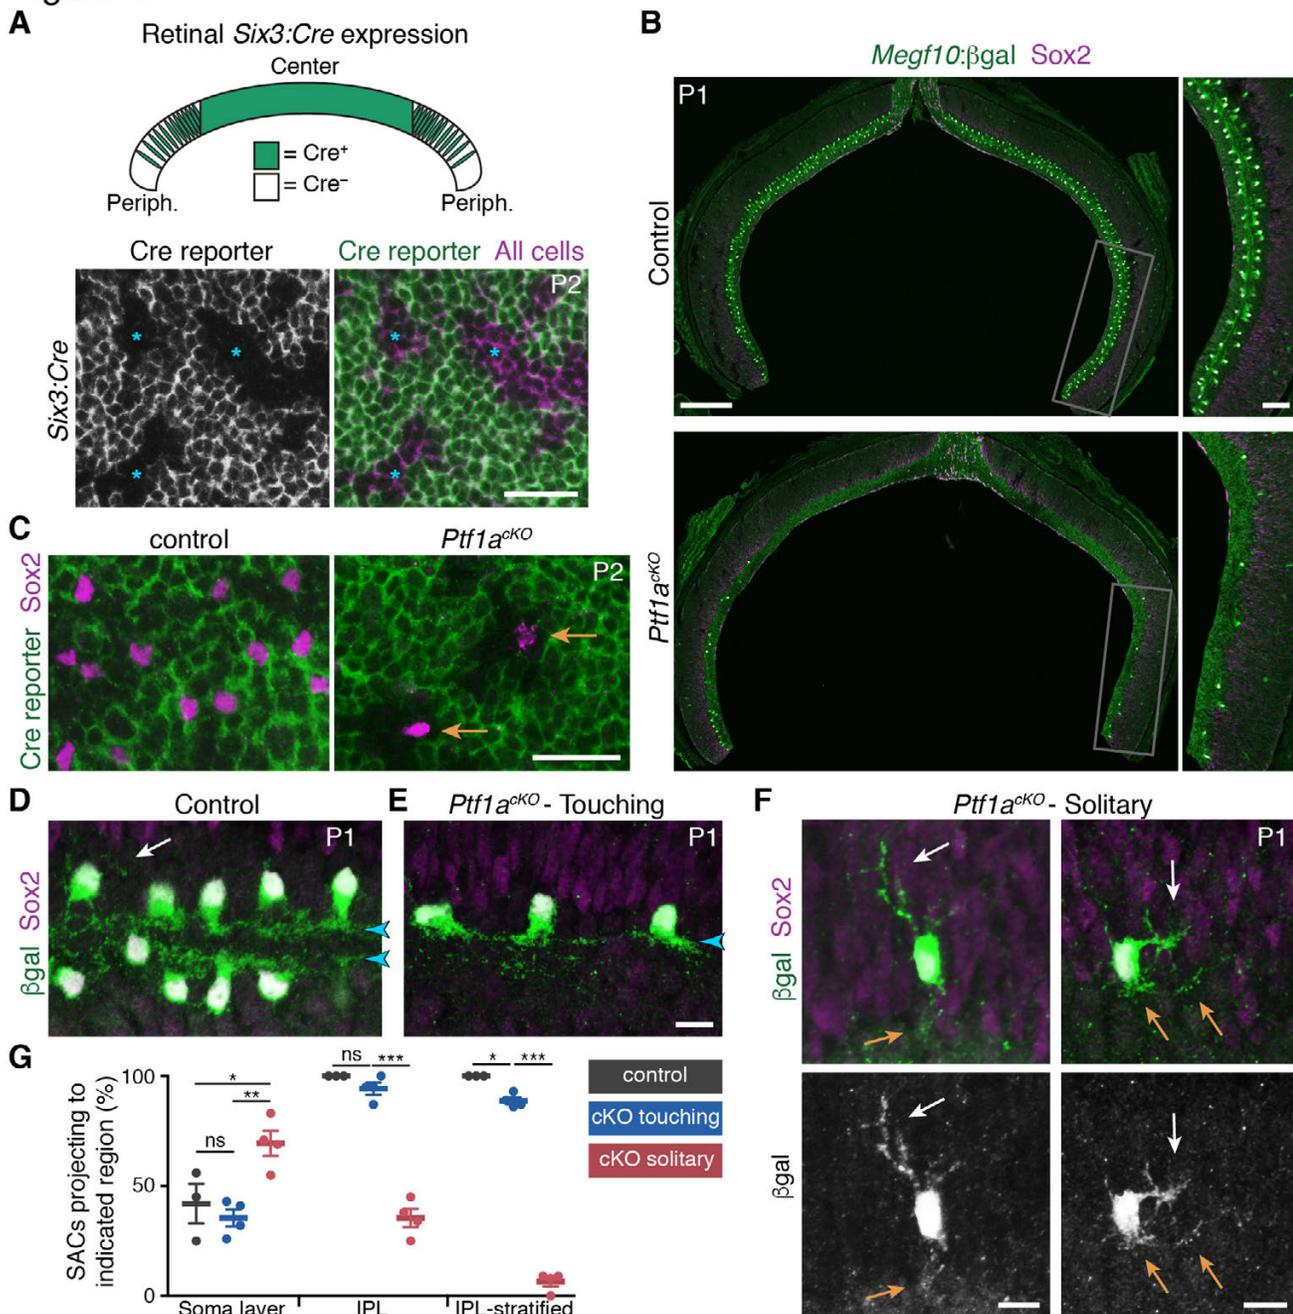 A
Retinal Six3:Cre expression
Center
= Cre⁺
= Cre⁻
Periph.
Periph.
Cre reporter
Cre reporter All cells
P2
Six3:Cre
*
*
*
*
*
*
B
Megf10:βgal Sox2
P1
Control
Ptf1aᶜᴷᴼ
C
control
Ptf1aᶜᴷᴼ
Cre reporter Sox2
P2
D
Control
βgal Sox2
P1
E
Ptf1aᶜᴷᴼ - Touching
P1
F
Ptf1aᶜᴷᴼ - Solitary
βgal Sox2
P1
βgal
G
SACs projecting to
indicated region (%)
100
50
0
*
**
ns
ns
***
*
***
Soma layer
IPL
IPL-stratified
control
cKO touching
cKO solitary